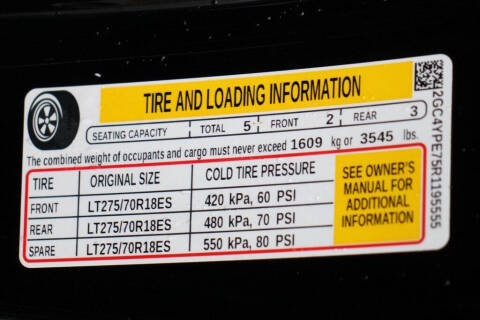 TIRE AND LOADING INFORMATION
SEATING CAPACITY TOTAL 5 FRONT 2 REAR 3
The combined weight of occupants and cargo must never exceed 1609 kg or 3545 lbs.
TIRE ORIGINAL SIZE COLD TIRE PRESSURE
FRONT LT275/70R18ES 420 kPa, 60 PSI
REAR LT275/70R18ES 480 kPa, 70 PSI
SPARE LT275/70R18ES 550 kPa, 80 PSI
SEE OWNER'S
MANUAL FOR
ADDITIONAL
INFORMATION
2GC4YPE75R1195555